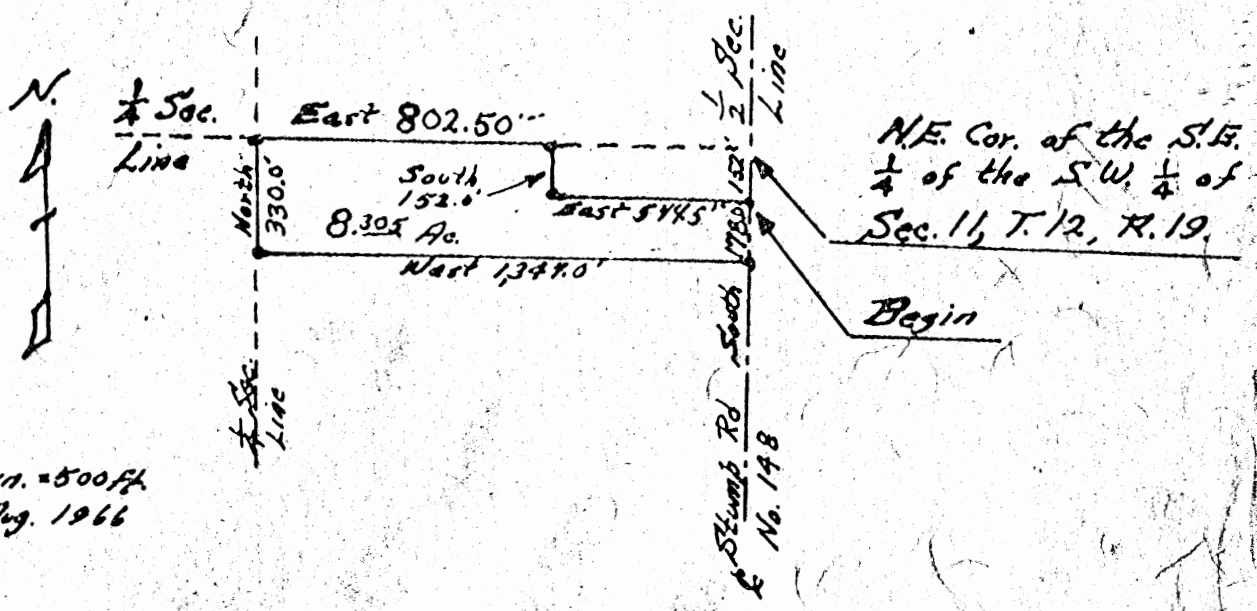 N.
1/4 Sec.
Line
East 802.50'
1/2 Sec.
Line
N.E. Cor. of the S.E.
1/4 of the S.W. 1/4 of
Sec. 11, T. 12, R. 19.
North
330.0'
South
152.0'
152'
East 544.5'
8.305 Ac.
178.0'
West 1,347.0'
South
Begin
1/4 Sec.
Line
n. = 500 ft.
ug. 1966
℄ Stump Rd
No. 148